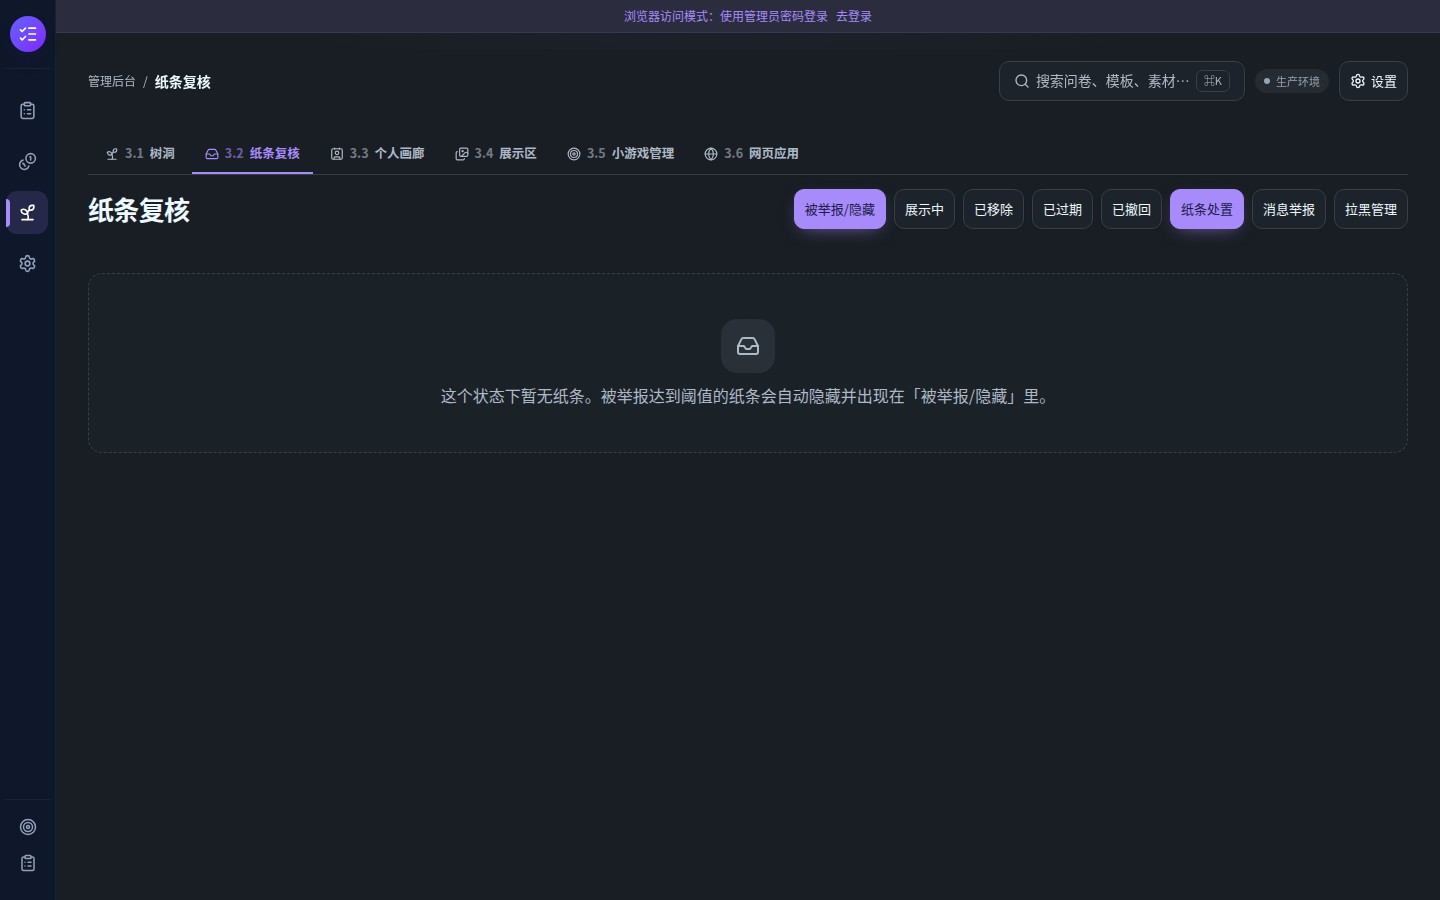 浏览器访问模式：使用管理员密码登录 去登录
管理后台 / 纸条复核
搜索问卷、模板、素材… ⌘K
生产环境
设置
3.1 树洞
3.2 纸条复核
3.3 个人画廊
3.4 展示区
3.5 小游戏管理
3.6 网页应用
纸条复核
被举报/隐藏
展示中
已移除
已过期
已撤回
纸条处置
消息举报
拉黑管理
这个状态下暂无纸条。被举报达到阈值的纸条会自动隐藏并出现在「被举报/隐藏」里。